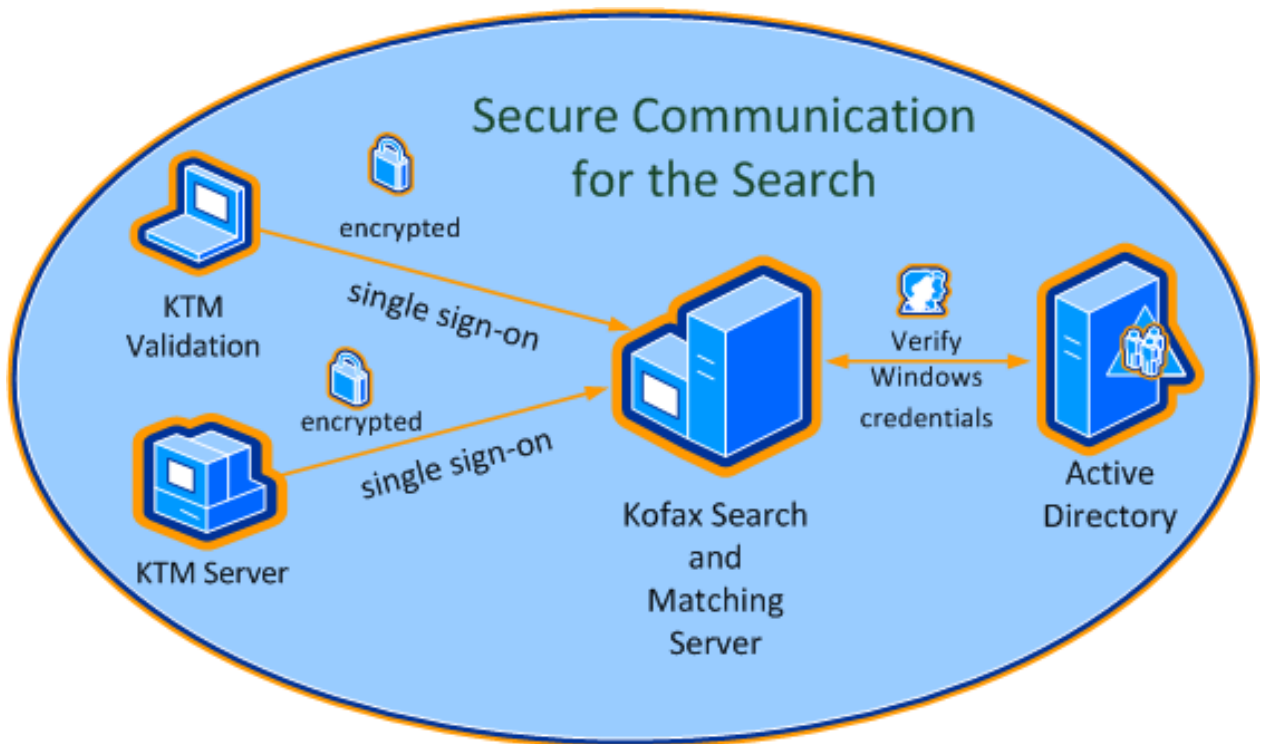 Secure Communication
for the Search
encrypted
single sign-on
KTM
Validation
encrypted
single sign-on
KTM Server
Kofax Search
and
Matching
Server
Verify
Windows
credentials
Active
Directory